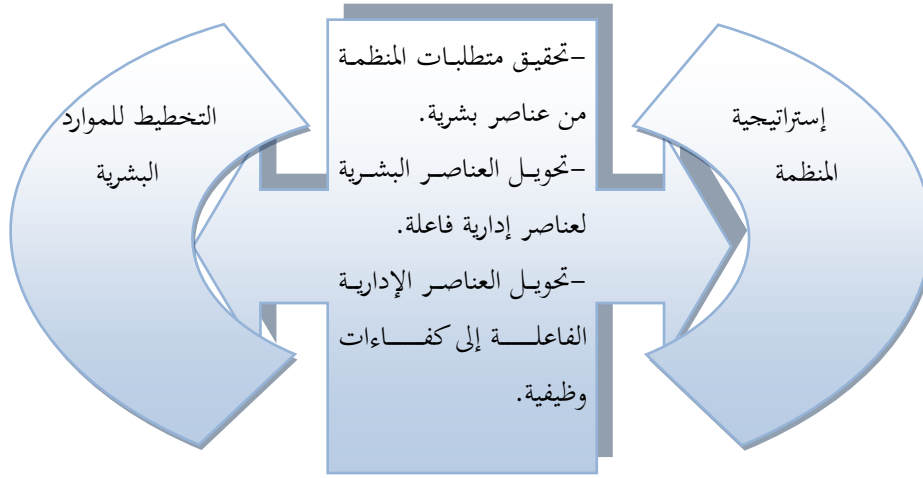 إستراتيجية
المنظمة
-تحقيق متطلبات المنظمة
من عناصر بشرية.
-تحويل العناصر البشرية
لعناصر إدارية فاعلة.
-تحويل العناصر الإدارية
الفاعلة إلى كفاءات
وظيفية.
التخطيط للموارد
البشرية